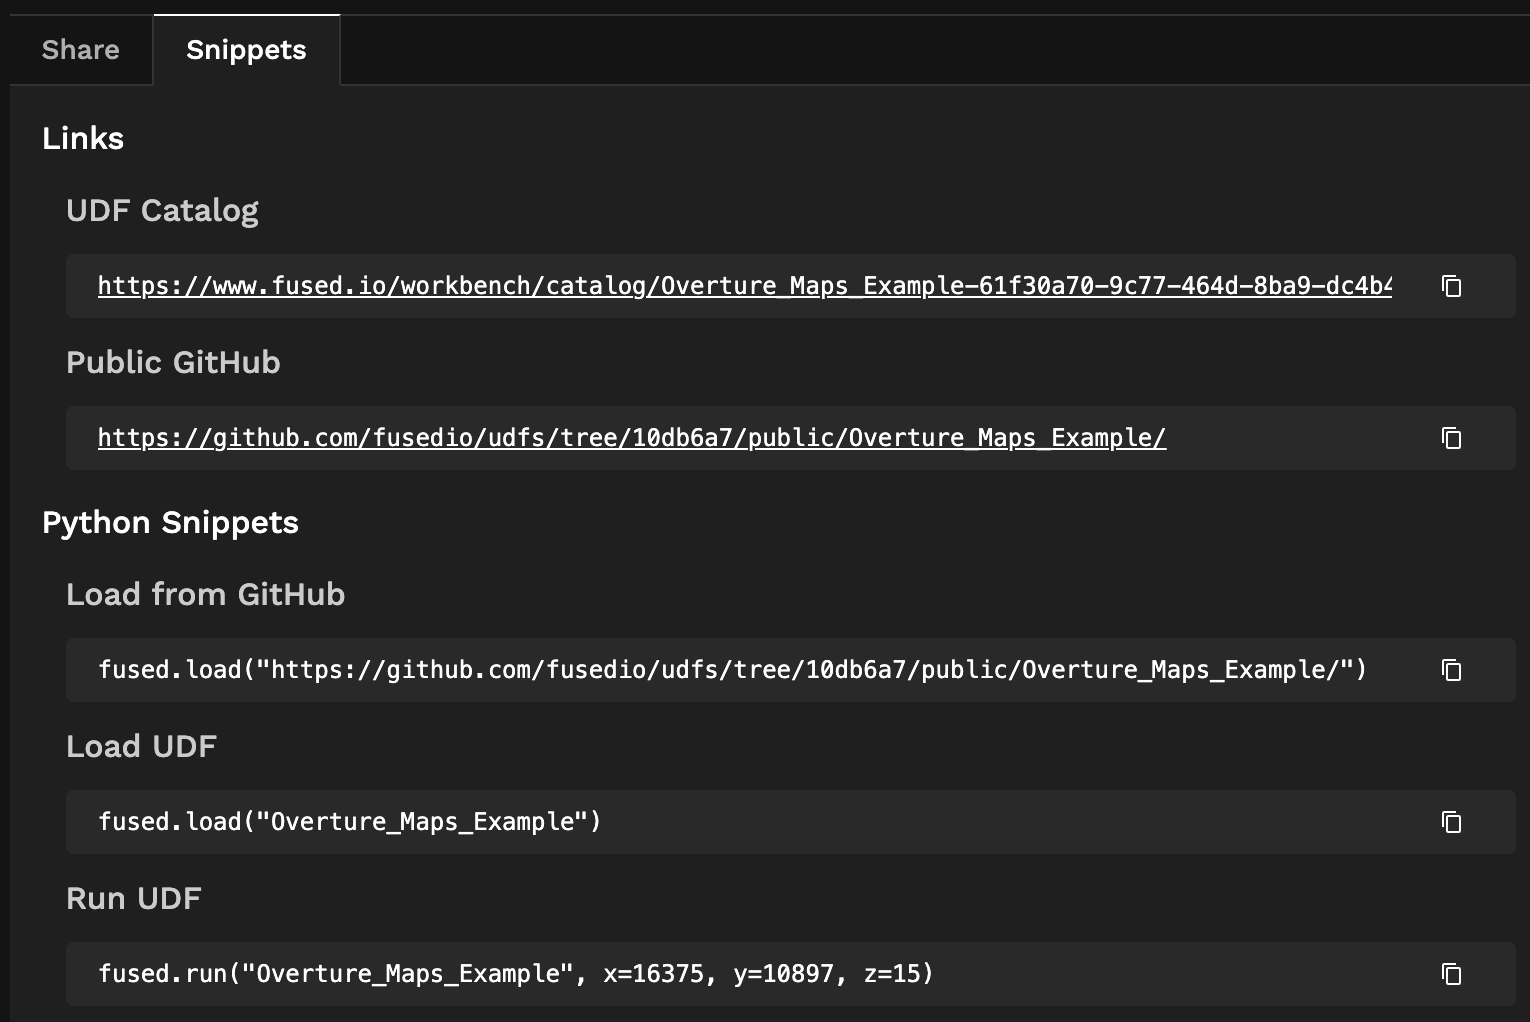 Share
Snippets
Links
UDF Catalog
https://www.fused.io/workbench/catalog/Overture_Maps_Example-61f30a70-9c77-464d-8ba9-dc4b4
Public GitHub
https://github.com/fusedio/udfs/tree/10db6a7/public/Overture_Maps_Example/
Python Snippets
Load from GitHub
fused.load("https://github.com/fusedio/udfs/tree/10db6a7/public/Overture_Maps_Example/")
Load UDF
fused.load("Overture_Maps_Example")
Run UDF
fused.run("Overture_Maps_Example", x=16375, y=10897, z=15)